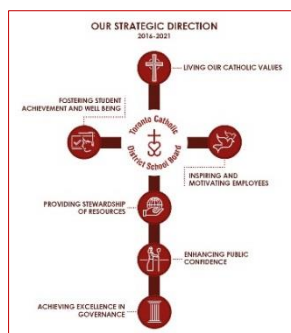 OUR STRATEGIC DIRECTION
2016-2021
LIVING OUR CATHOLIC VALUES
FOSTERING STUDENT
ACHIEVEMENT AND WELL BEING
Toronto Catholic
District School Board
INSPIRING AND
MOTIVATING EMPLOYEES
PROVIDING STEWARDSHIP
OF RESOURCES
ENHANCING PUBLIC
CONFIDENCE
ACHIEVING EXCELLENCE IN
GOVERNANCE